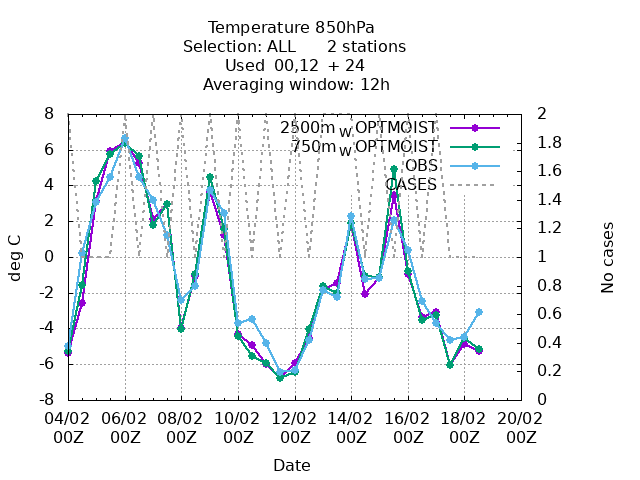 Temperature 850hPa
Selection: ALL 2 stations
Used 00,12 + 24
Averaging window: 12h
deg C
8
6
4
2
0
-2
-4
-6
-8
2500m WOPTMOIST
750m WOPTMOIST
OBS
CASES
2
1.8
1.6
1.4
1.2
1
0.8
0.6
0.4
0.2
0
No cases
04/02 06/02 08/02 10/02 12/02 14/02 16/02 18/02 20/02
00Z 00Z 00Z 00Z 00Z 00Z 00Z 00Z 00Z
Date